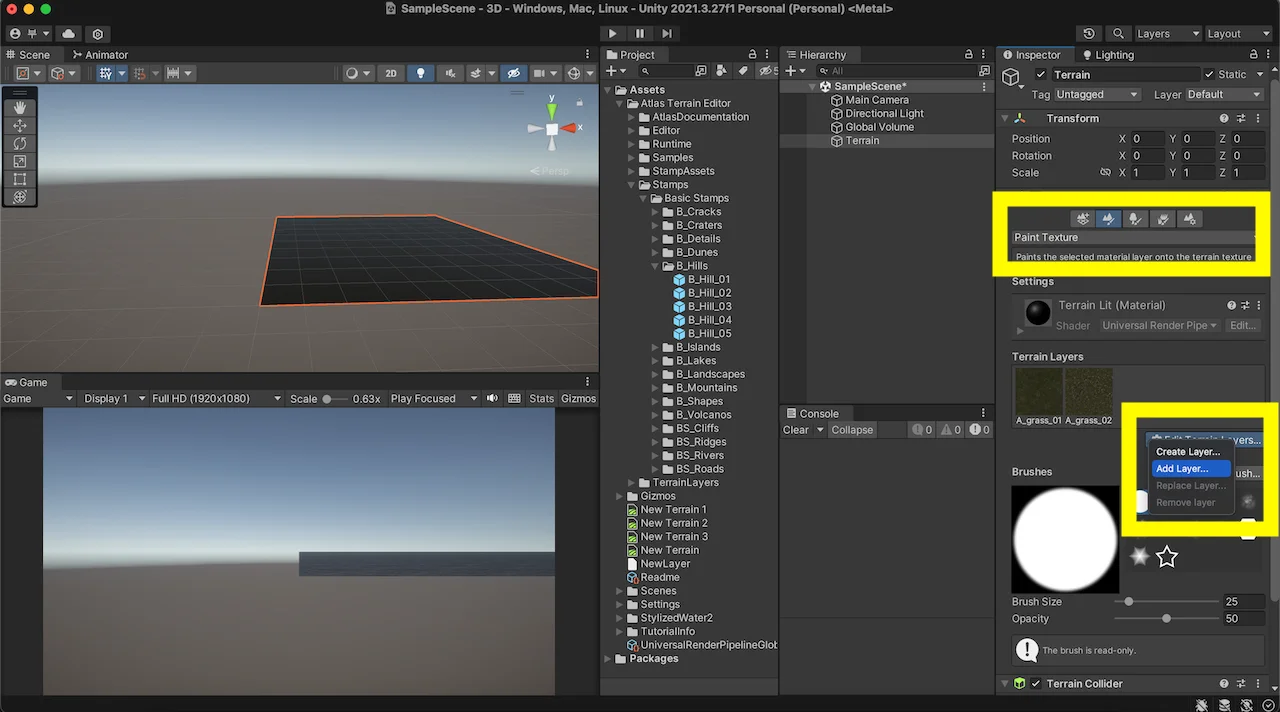 SampleScene - 3D - Windows, Mac, Linux - Unity 2021.3.27f1 Personal (Personal) <Metal>
Layers
Layout
Scene
Animator
2D
y
x
Persp
Game
Game
Display 1
Full HD (1920x1080)
Scale
0.63x
Play Focused
Stats
Gizmos
Project
5
Assets
Atlas Terrain Editor
AtlasDocumentation
Editor
Runtime
Samples
StampAssets
Stamps
Basic Stamps
B_Cracks
B_Craters
B_Details
B_Dunes
B_Hills
B_Hill_01
B_Hill_02
B_Hill_03
B_Hill_04
B_Hill_05
B_Islands
B_Lakes
B_Landscapes
B_Mountains
B_Shapes
B_Volcanos
BS_Cliffs
BS_Ridges
BS_Rivers
BS_Roads
TerrainLayers
Gizmos
New Terrain 1
New Terrain 2
New Terrain 3
New Terrain
NewLayer
Readme
Scenes
Settings
StylizedWater2
TutorialInfo
UniversalRenderPipelineGlob
Packages
Hierarchy
All
SampleScene*
Main Camera
Directional Light
Global Volume
Terrain
Console
Clear
Collapse
0
0
0
Inspector
Lighting
Terrain
Static
Tag Untagged
Layer Default
Transform
Position X 0 Y 0 Z 0
Rotation X 0 Y 0 Z 0
Scale X 1 Y 1 Z 1
Paint Texture
Paints the selected material layer onto the terrain texture
Settings
Terrain Lit (Material)
Shader Universal Render Pipe
Edit...
Terrain Layers
A_grass_01 A_grass_02
Edit Terrain Layers...
Create Layer...
Add Layer...
Replace Layer...
Remove layer
Brushes
ush...
Brush Size 25
Opacity 50
The brush is read-only.
Terrain Collider